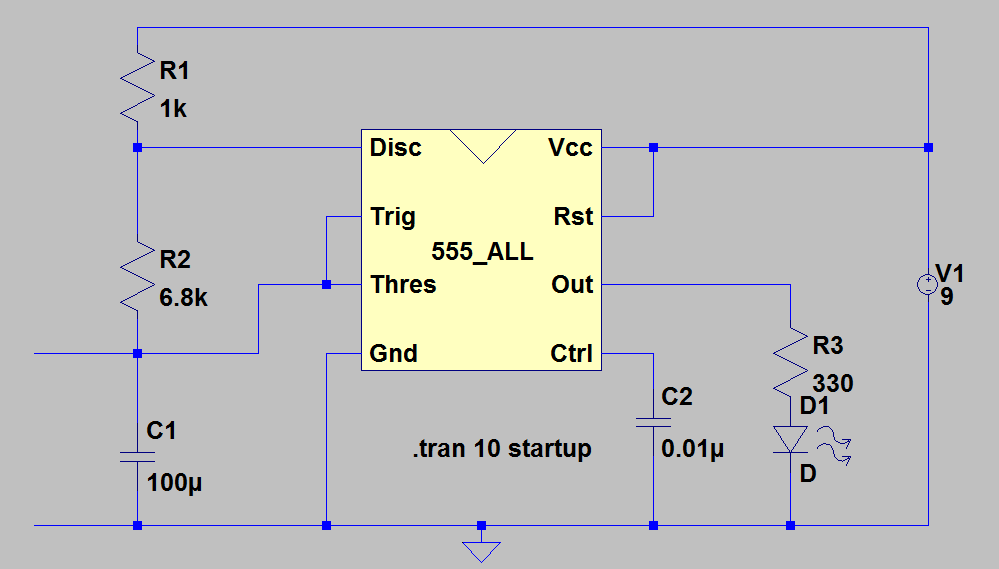 R1
1k
Disc
Vcc
Trig
Rst
555_ALL
R2
6.8k
Thres
Out
V1
9
Gnd
Ctrl
R3
330
C1
100µ
C2
0.01µ
.tran 10 startup
D1
D